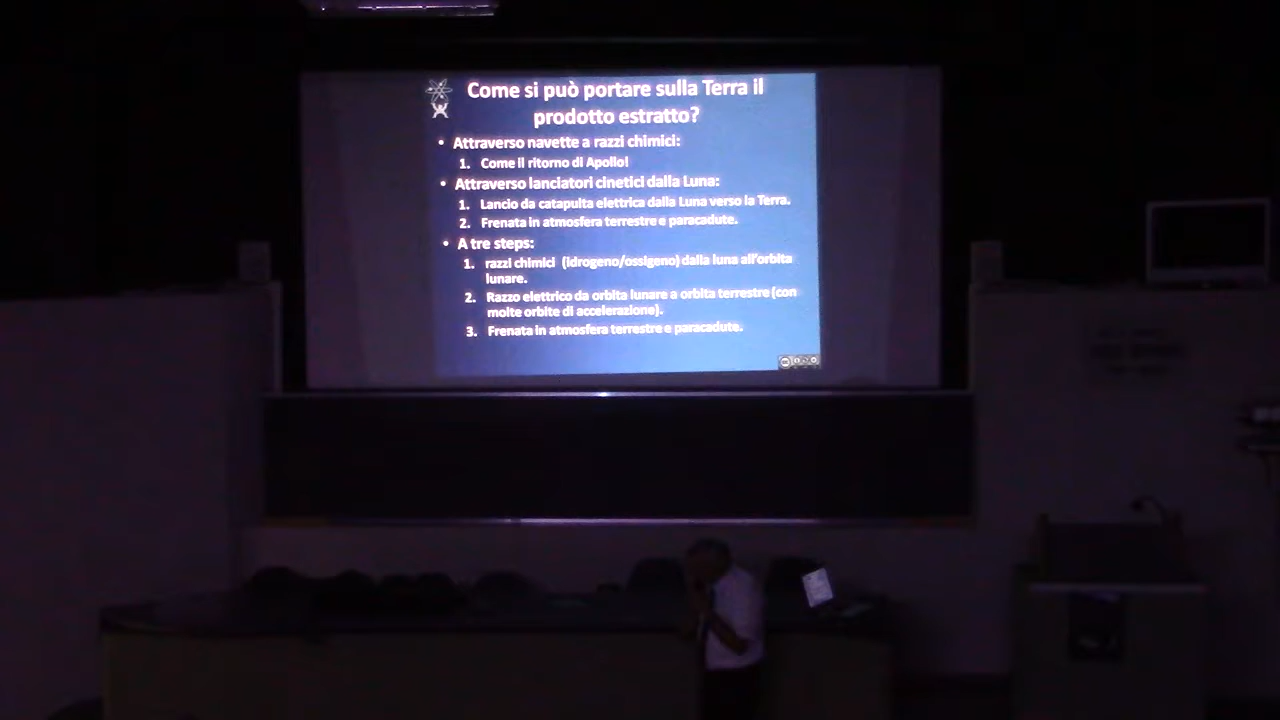 Come si può portare sulla Terra il
prodotto estratto?
• Attraverso navette a razzi chimici:
1. Come il ritorno di Apollo!
• Attraverso lanciatori cinetici dalla Luna:
1. Lancio da catapulta elettrica dalla Luna verso la Terra.
2. Frenata in atmosfera terrestre e paracadute.
• A tre steps:
1. razzi chimici (idrogeno/ossigeno) dalla luna all'orbita
lunare.
2. Razzo elettrico da orbita lunare a orbita terrestre (con
molte orbite di accelerazione).
3. Frenata in atmosfera terrestre e paracadute.